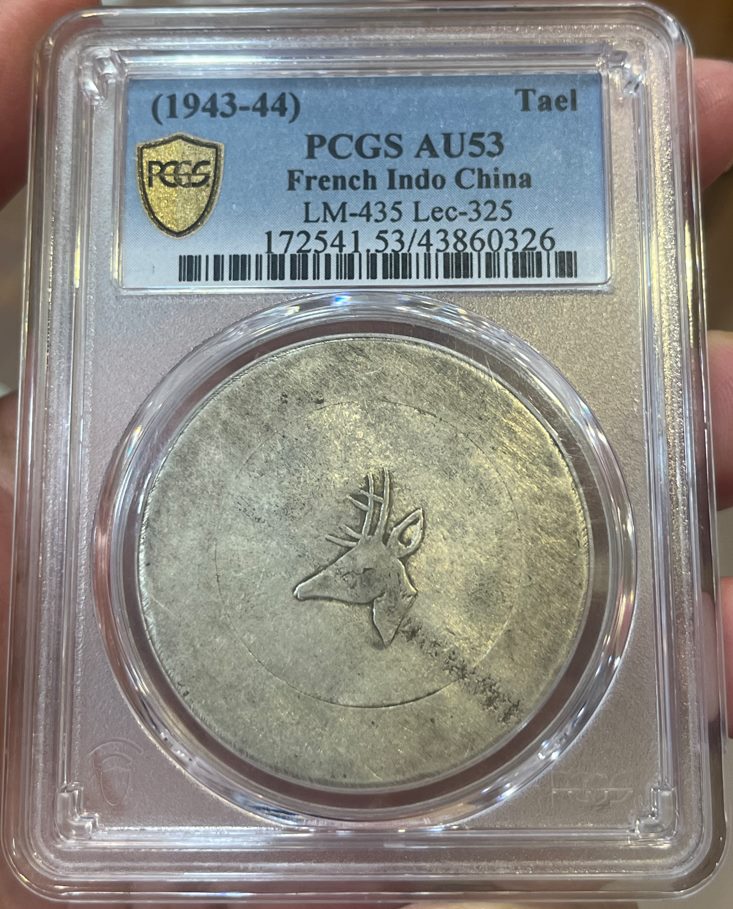 (1943-44) Tael
PCGS AU53
PCGS
French Indo China
LM-435 Lec-325
172541.53/43860326